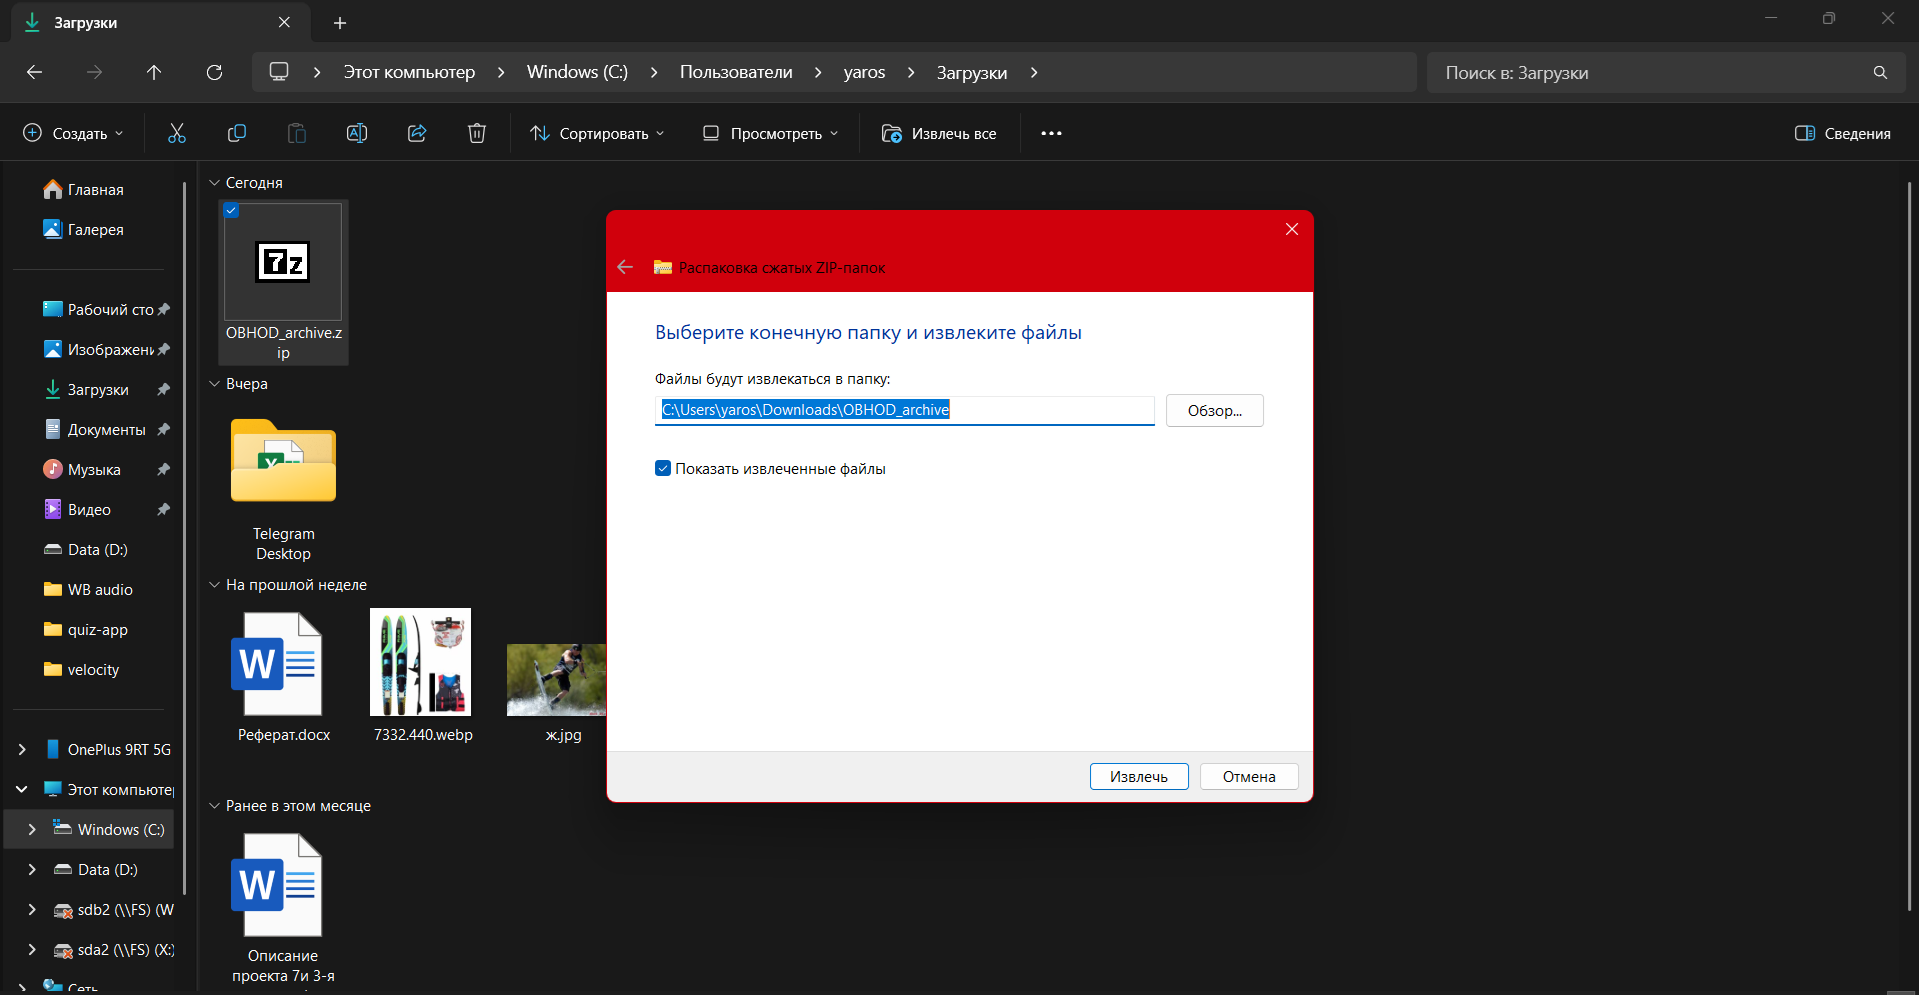 Загрузки
Этот компьютер
Windows (C:)
Пользователи
yaros
Загрузки
Поиск в: Загрузки
Создать
Сортировать
Просмотреть
Извлечь все
Сведения
Главная
Галерея
Рабочий сто
Изображени
Загрузки
Документы
Музыка
Видео
Data (D:)
WB audio
quiz-app
velocity
OnePlus 9RT 5G
Этот компьютер
Windows (C:)
Data (D:)
sdb2 (\\FS) (W
sda2 (\\FS) (X:)
Сеть
Сегодня
7z
OBHOD_archive.z
ip
Вчера
Telegram
Desktop
На прошлой неделе
W
Реферат.docx
7332.440.webp
ж.jpg
Ранее в этом месяце
W
Описание
проекта 7и 3-я
Распаковка сжатых ZIP-папок
Выберите конечную папку и извлеките файлы
Файлы будут извлекаться в папку:
C:\Users\yaros\Downloads\OBHOD_archive
Обзор...
Показать извлеченные файлы
Извлечь
Отмена